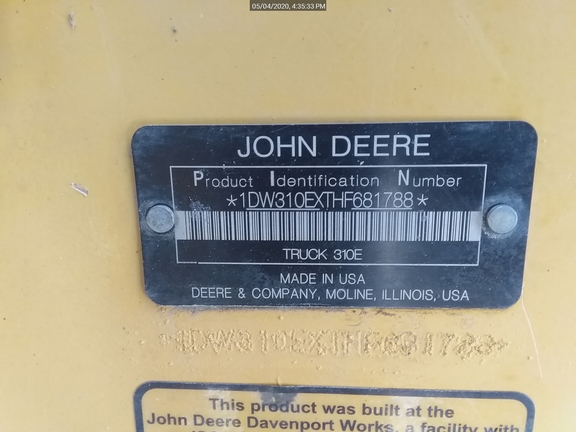 05/04/2020, 4:35:33 PM
JOHN DEERE
Product Identification Number
*1DW310EXTHF681788*
TRUCK 310E
MADE IN USA
DEERE & COMPANY, MOLINE, ILLINOIS, USA
This product was built at the
John Deere Davenport Works, a facility with